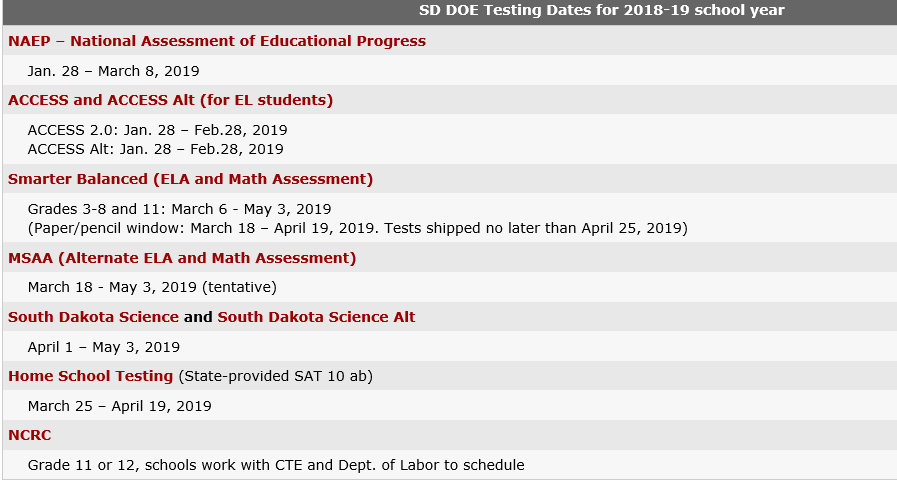 SD DOE Testing Dates for 2018-19 school year
NAEP – National Assessment of Educational Progress
Jan. 28 – March 8, 2019
ACCESS and ACCESS Alt (for EL students)
ACCESS 2.0: Jan. 28 – Feb.28, 2019
ACCESS Alt: Jan. 28 – Feb.28, 2019
Smarter Balanced (ELA and Math Assessment)
Grades 3-8 and 11: March 6 - May 3, 2019
(Paper/pencil window: March 18 – April 19, 2019. Tests shipped no later than April 25, 2019)
MSAA (Alternate ELA and Math Assessment)
March 18 - May 3, 2019 (tentative)
South Dakota Science and South Dakota Science Alt
April 1 – May 3, 2019
Home School Testing (State-provided SAT 10 ab)
March 25 – April 19, 2019
NCRC
Grade 11 or 12, schools work with CTE and Dept. of Labor to schedule